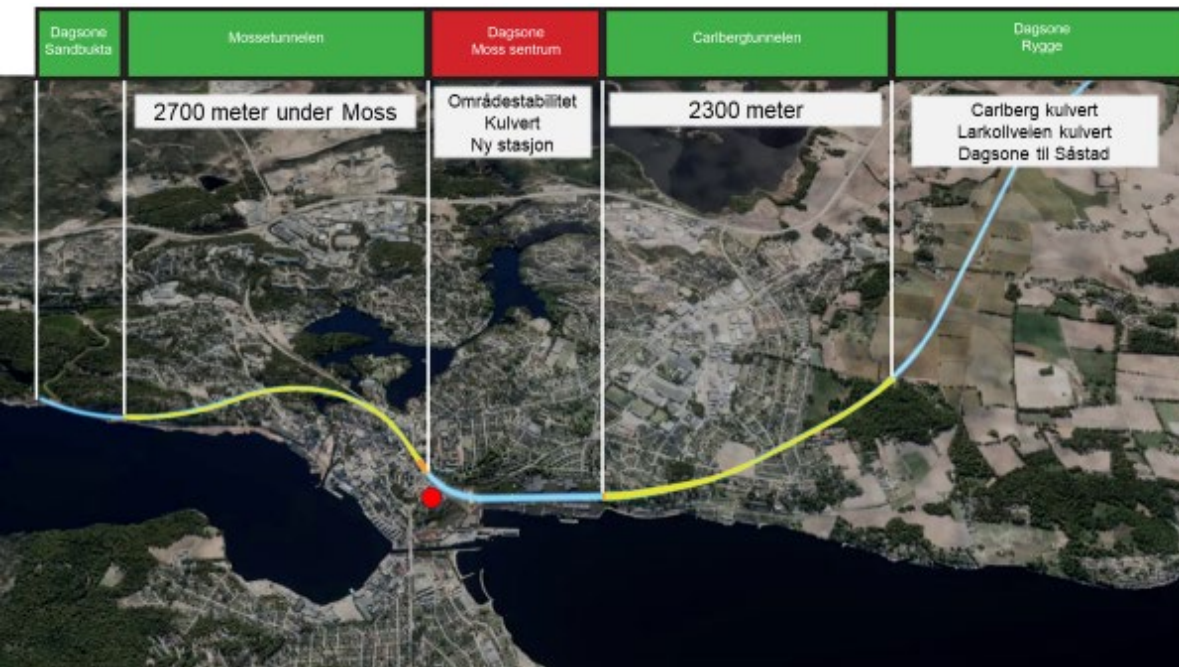 Dagsone
Sandbukta
Mossetunnelen
Dagsone
Moss sentrum
Carlbergtunnelen
Dagsone
Rygge
2700 meter under Moss
Områdestabilitet
Kulvert
Ny stasjon
2300 meter
Carlberg kulvert
Larkollveien kulvert
Dagsone til Såstad